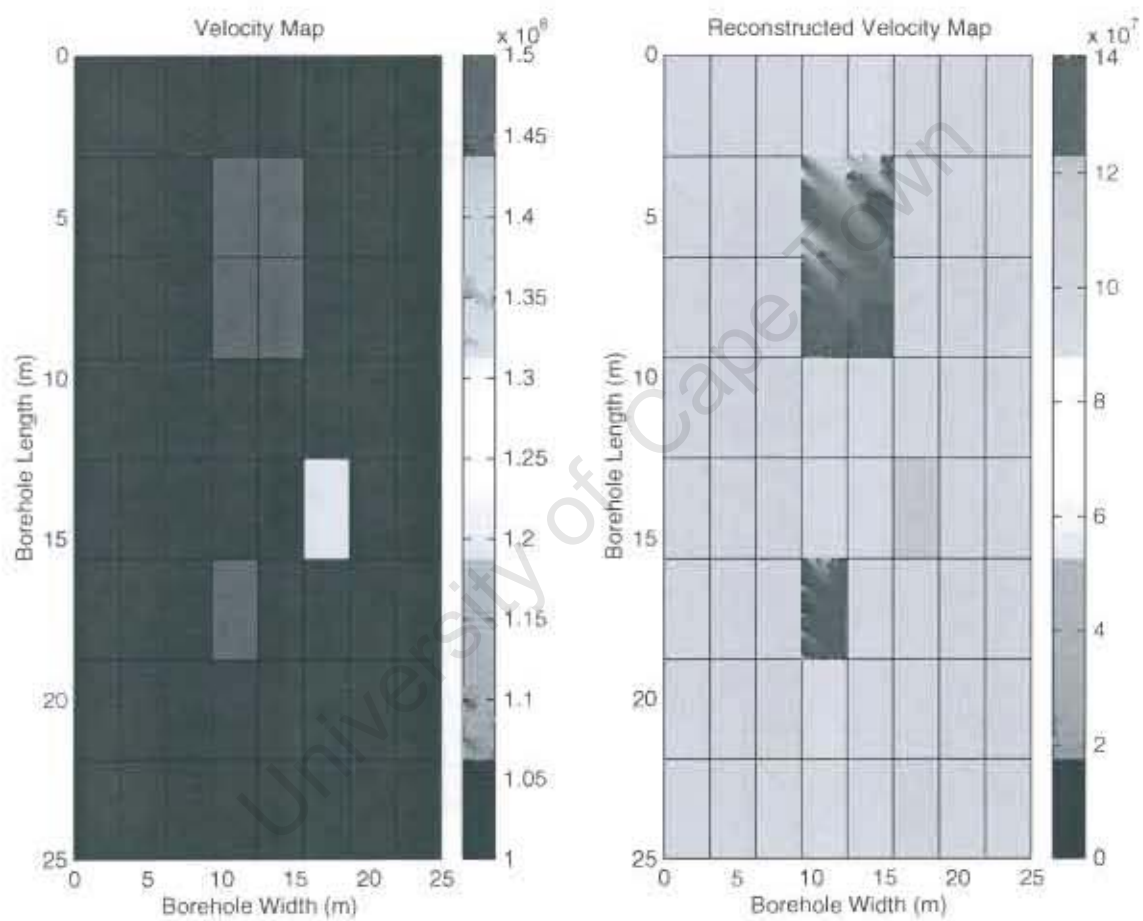 Velocity Map
x 10^8
0
5
10
15
20
25
0 5 10 15 20 25
Borehole Length (m)
Borehole Width (m)
1.5
1.45
1.4
1.35
1.3
1.25
1.2
1.15
1.1
1.05
1
Reconstructed Velocity Map
x 10^7
0
5
10
15
20
25
0 5 10 15 20 25
Borehole Length (m)
Borehole Width (m)
14
12
10
8
6
4
2
0
University of Cape Town